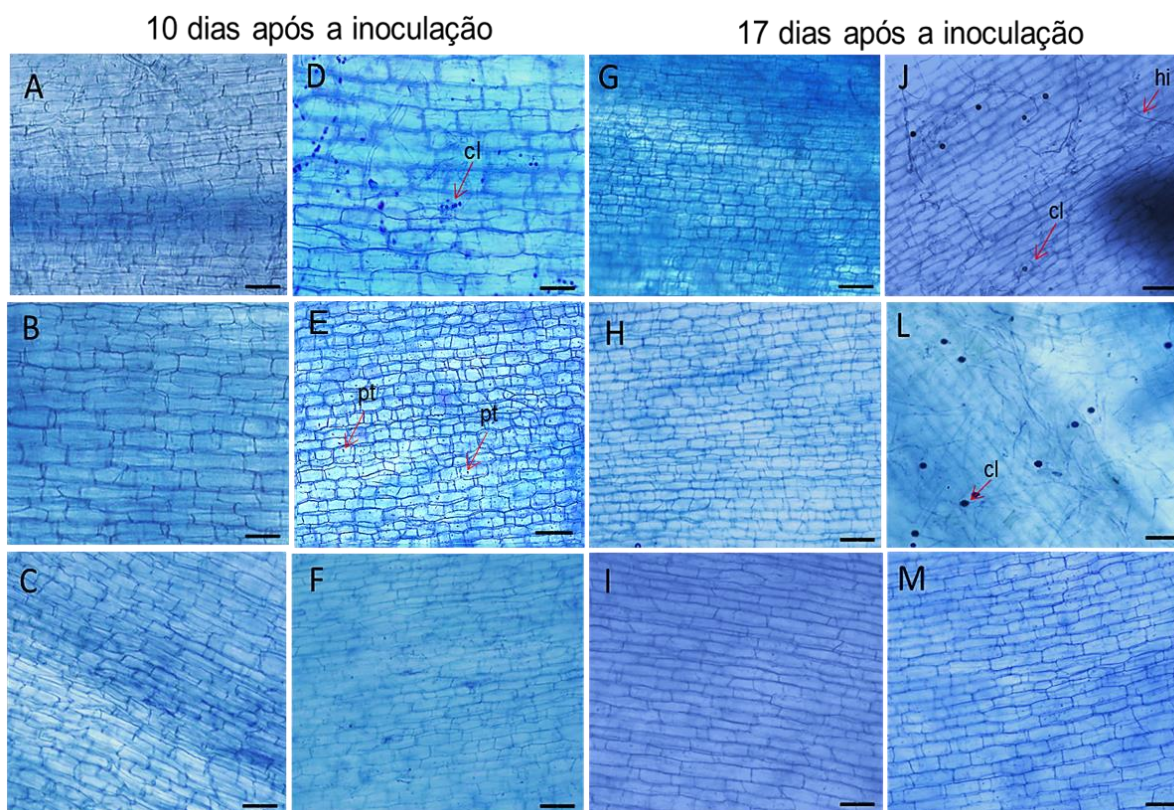 10 dias após a inoculação
17 dias após a inoculação
A
D
cl
G
J
hi
cl
B
E
pt
pt
H
L
cl
C
F
I
M